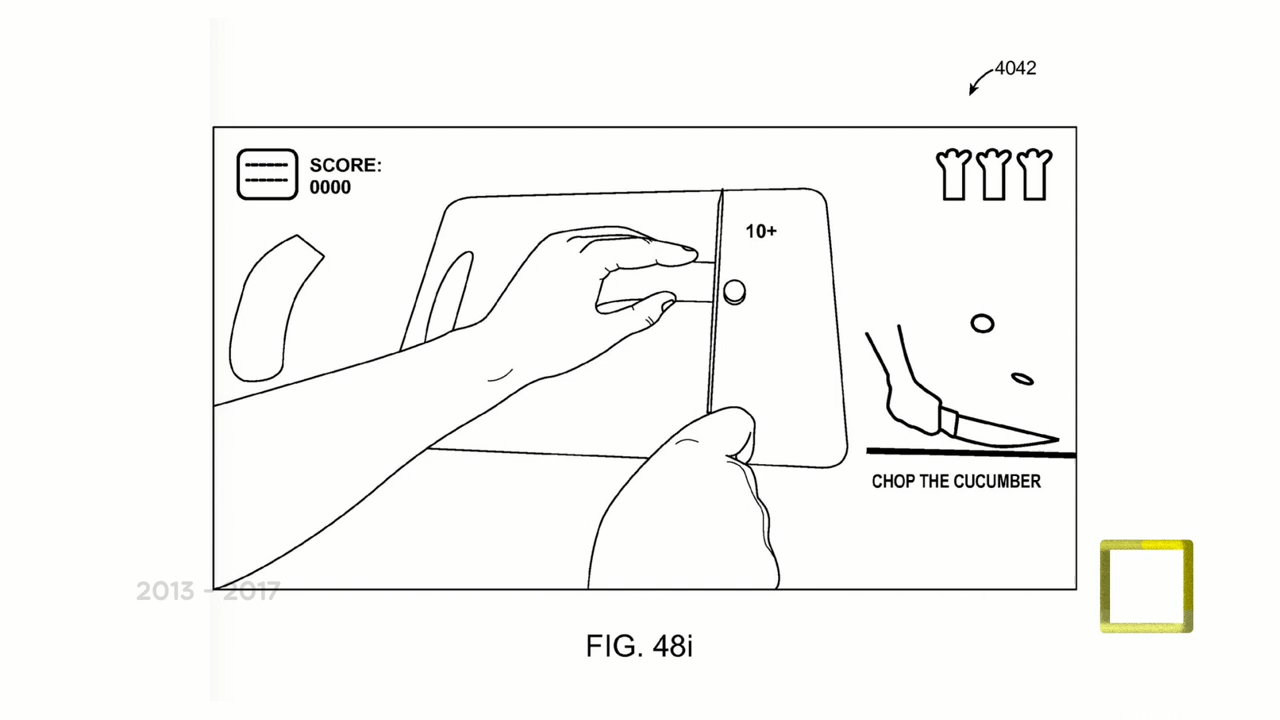 4042
SCORE:
0000
10+
CHOP THE CUCUMBER
2013 - 2017
FIG. 48i